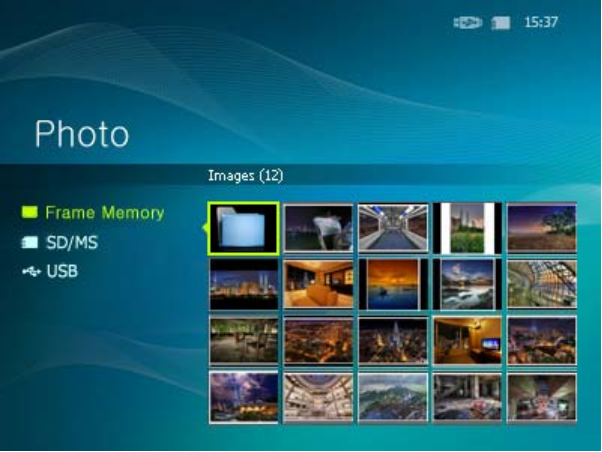 15:37
Photo
Images (12)
Frame Memory
SD/MS
USB